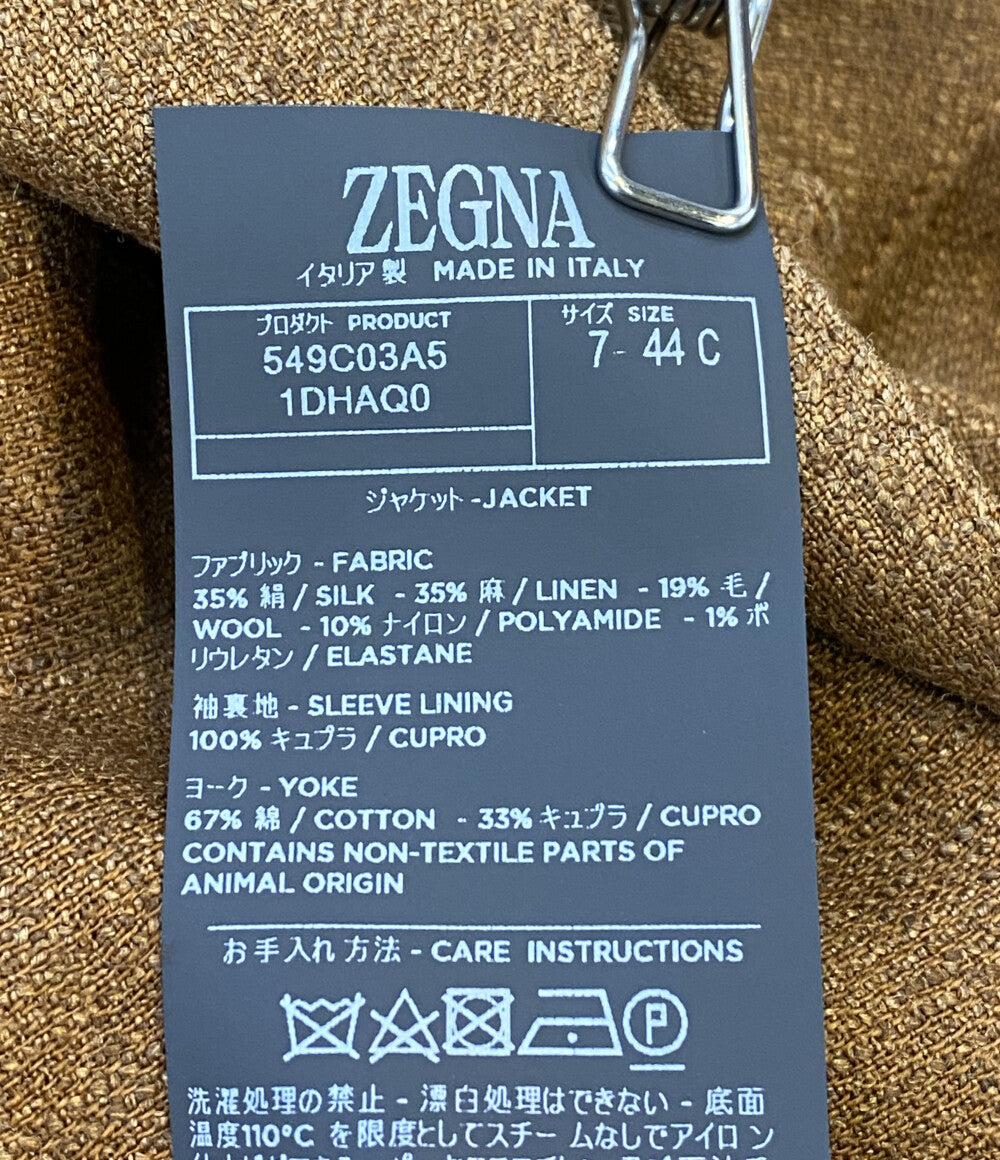 ZEGNA
イタリア製 MADE IN ITALY
プロダクト PRODUCT
549C03A5
1DHAQ0
サイズ SIZE
7- 44 C
ジャケット -JACKET
ファブリック - FABRIC
35% 絹 / SILK - 35% 麻 / LINEN - 19% 毛 /
WOOL - 10% ナイロン / POLYAMIDE - 1% ポ
リウレタン / ELASTANE
袖裏地 - SLEEVE LINING
100% キュプラ / CUPRO
ヨーク - YOKE
67% 綿 / COTTON - 33% キュプラ / CUPRO
CONTAINS NON-TEXTILE PARTS OF
ANIMAL ORIGIN
お手入れ方法 - CARE INSTRUCTIONS
P
洗濯処理の禁止 - 漂白処理はできない - 底面
温度110°C を限度としてスチームなしでアイロン